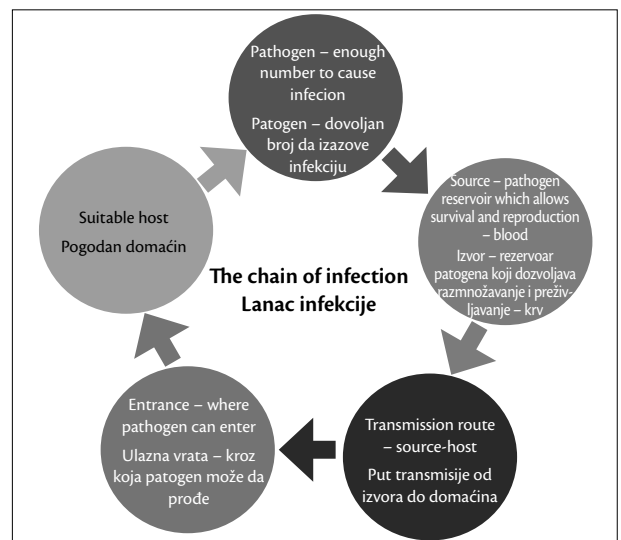 Pathogen – enough
number to cause
infecion
Patogen – dovoljan
broj da izazove
infekciju
Source – pathogen
reservoir which allows
survival and reproduction
– blood
Izvor – rezervoar
patogena koji dozvoljava
razmnožavanje i preživ-
ljavanje – krv
Transmission route
– source-host
Put transmisije od
izvora do domaćina
Entrance – where
pathogen can enter
Ulazna vrata – kroz
koja patogen može da
prođe
Suitable host
Pogodan domaćin
The chain of infection
Lanac infekcije